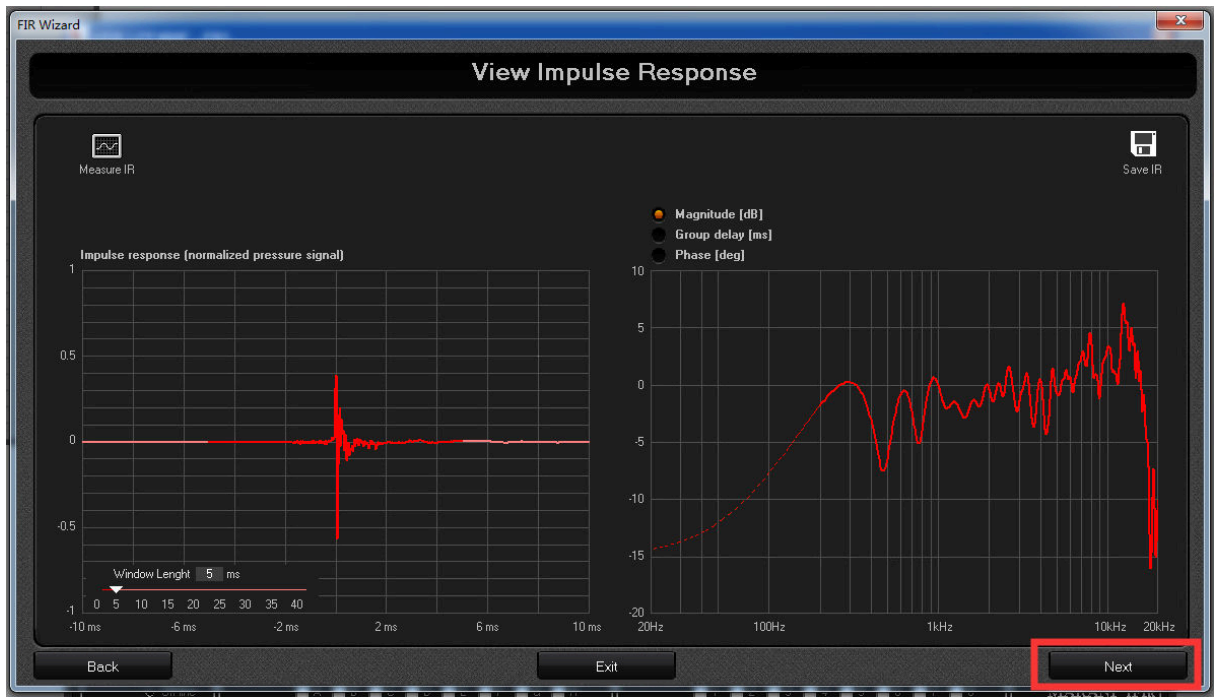 FIR Wizard
View Impulse Response
Measure IR
Save IR
Magnitude [dB]
Group delay [ms]
Phase [deg]
Impulse response (normalized pressure signal)
1
0.5
0
-0.5
-1
Window Lenght 5 ms
0 5 10 15 20 25 30 35 40
-10 ms -6 ms -2 ms 2 ms 6 ms 10 ms
10
5
0
-5
-10
-15
-20
20Hz 100Hz 1kHz 10kHz 20kHz
Back
Exit
Next